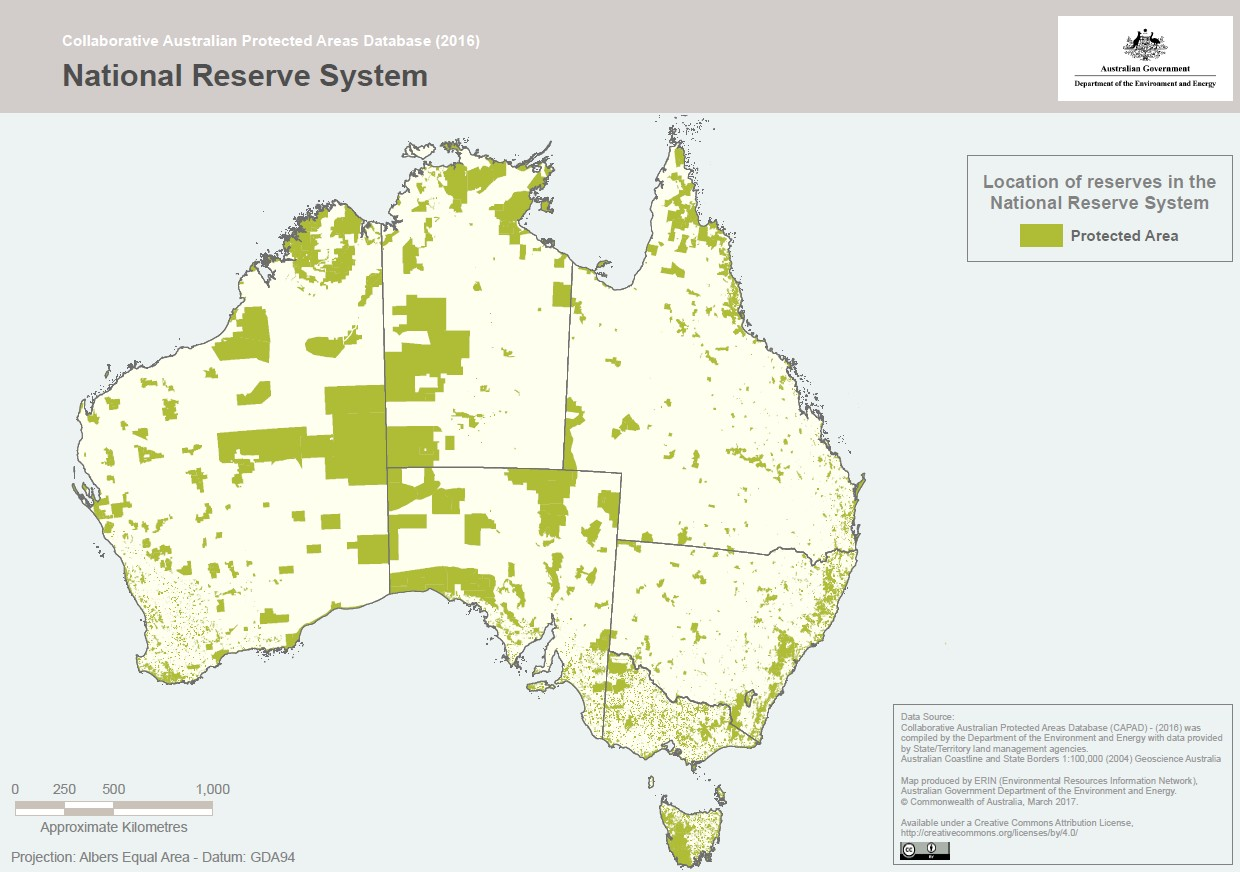 Collaborative Australian Protected Areas Database (2016)
National Reserve System
Australian Government
Department of the Environment and Energy
Location of reserves in the
National Reserve System
Protected Area
0 250 500 1,000
Approximate Kilometres
Projection: Albers Equal Area - Datum: GDA94
Data Source:
Collaborative Australian Protected Areas Database (CAPAD) - (2016) was
compiled by the Department of the Environment and Energy with data provided
by State/Territory land management agencies.
Australian Coastline and State Borders 1:100,000 (2004) Geoscience Australia
Map produced by ERIN (Environmental Resources Information Network),
Australian Government Department of the Environment and Energy.
© Commonwealth of Australia, March 2017.
Available under a Creative Commons Attribution License,
http://creativecommons.org/licenses/by/4.0/
cc BY